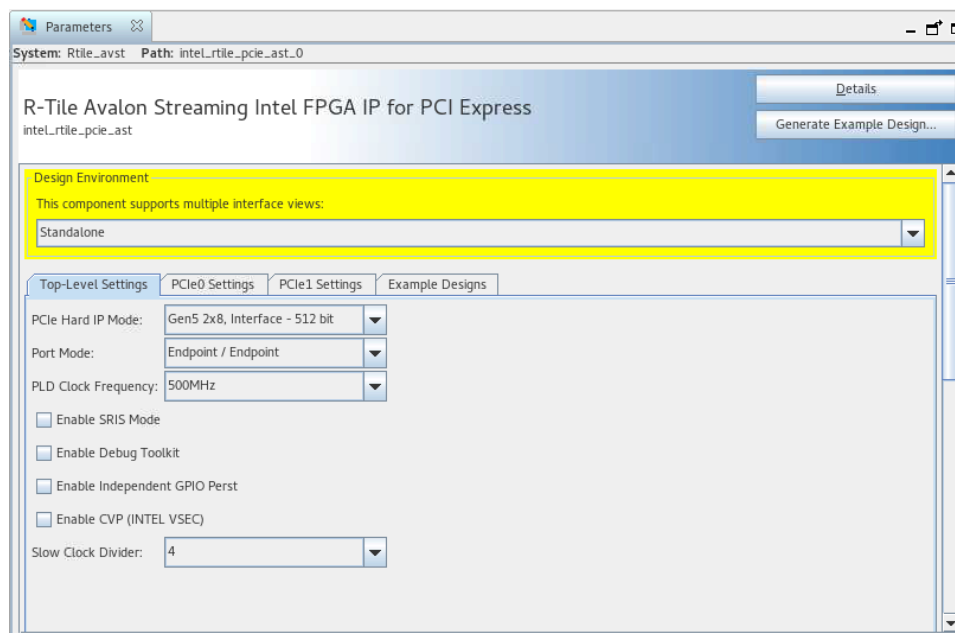 Parameters
System: Rtile_avst Path: intel_rtile_pcie_ast_0
R-Tile Avalon Streaming Intel FPGA IP for PCI Express
intel_rtile_pcie_ast
Details
Generate Example Design...
Design Environment
This component supports multiple interface views:
Standalone
Top-Level Settings PCIe0 Settings PCIe1 Settings Example Designs
PCIe Hard IP Mode: Gen5 2x8, Interface - 512 bit
Port Mode: Endpoint / Endpoint
PLD Clock Frequency: 500MHz
Enable SRIS Mode
Enable Debug Toolkit
Enable Independent GPIO Perst
Enable CVP (INTEL VSEC)
Slow Clock Divider: 4